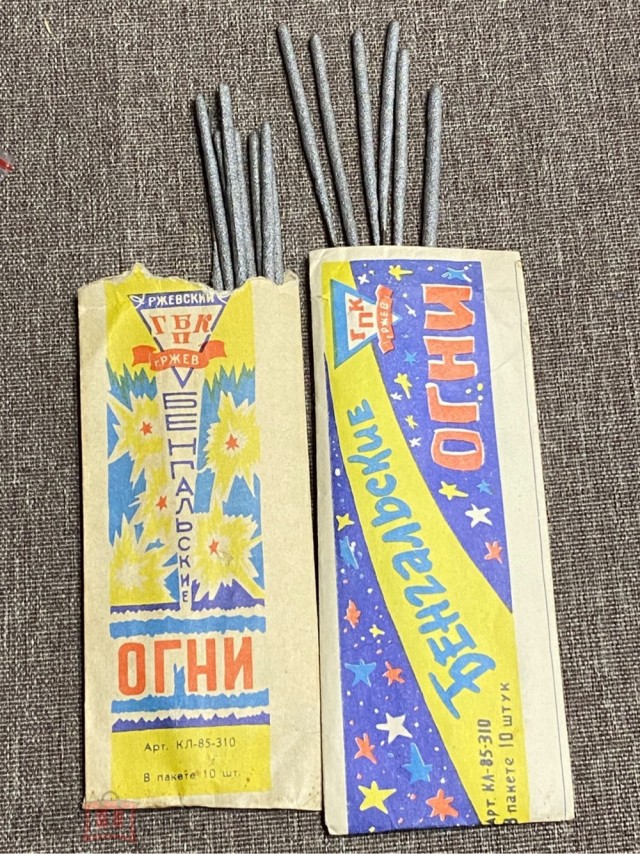 РЖЕВСКИЙ
ГБК
П
г.РЖЕВ
БЕНГАЛЬСКИЕ
ОГНИ
Арт. КЛ-85-310
В пакете 10 шт.
ГПК
г.РЖЕВ
БЕНГАЛЬСКИЕ
ОГНИ
АРТ. КЛ-85-310
В пакете 10 ШТУК